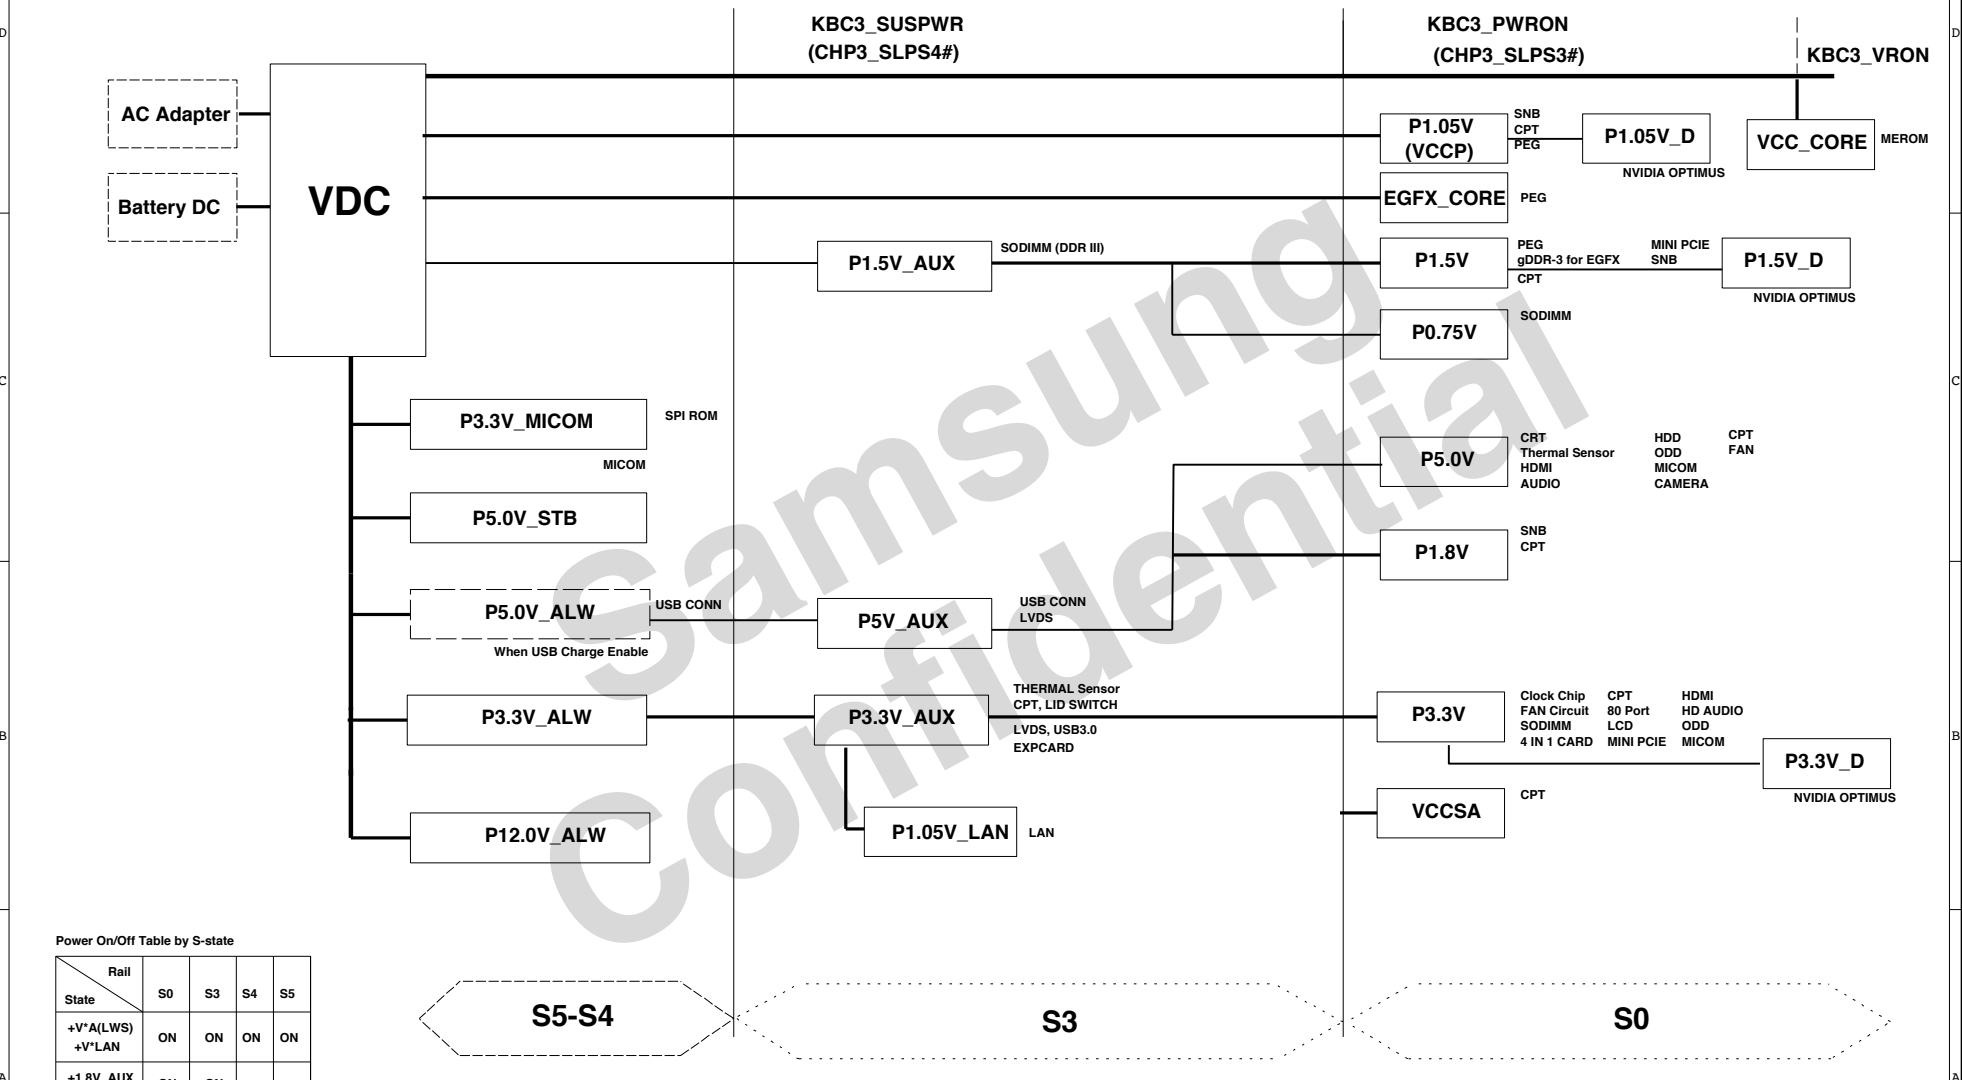 D
KBC3_SUSPWR
(CHP3_SLPS4#)
KBC3_PWRON
(CHP3_SLPS3#)
KBC3_VRON
D
AC Adapter
Battery DC
VDC
P1.05V
(VCCP)
SNB
CPT
PEG
P1.05V_D
NVIDIA OPTIMUS
VCC_CORE
MEROM
EGFX_CORE
PEG
P1.5V_AUX
SODIMM (DDR III)
P1.5V
PEG
gDDR-3 for EGFX
CPT
MINI PCIE
SNB
P1.5V_D
NVIDIA OPTIMUS
P0.75V
SODIMM
C
C
P3.3V_MICOM
SPI ROM
MICOM
P5.0V_STB
P5.0V
CRT
Thermal Sensor
HDMI
AUDIO
HDD
ODD
MICOM
CAMERA
CPT
FAN
P1.8V
SNB
CPT
P5.0V_ALW
USB CONN
When USB Charge Enable
P5V_AUX
USB CONN
LVDS
P3.3V_ALW
P3.3V_AUX
THERMAL Sensor
CPT, LID SWITCH
LVDS, USB3.0
EXPCARD
P3.3V
Clock Chip
FAN Circuit
SODIMM
4 IN 1 CARD
CPT
80 Port
LCD
MINI PCIE
HDMI
HD AUDIO
ODD
MICOM
B
B
P3.3V_D
NVIDIA OPTIMUS
P12.0V_ALW
P1.05V_LAN
LAN
VCCSA
CPT
Samsung
Confidential
Power On/Off Table by S-state
Rail
State
S0 S3 S4 S5
+V*A(LWS)
+V*LAN
ON ON ON ON
+1.8V_AUX
S5-S4
S3
S0
A
A